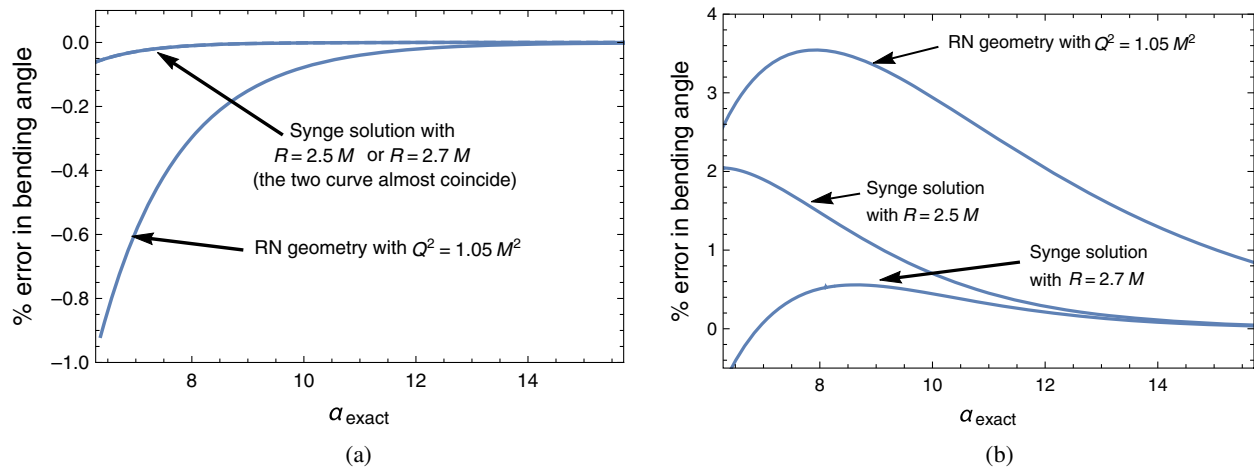 % error in bending angle
0.0
−0.2
−0.4
−0.6
−0.8
−1.0
8
10
12
14
Synge solution with
R = 2.5 M or R = 2.7 M
(the two curve almost coincide)
RN geometry with Q² = 1.05 M²
α exact
(a)
% error in bending angle
4
3
2
1
0
8
10
12
14
RN geometry with Q² = 1.05 M²
Synge solution
with R = 2.5 M
Synge solution
with R = 2.7 M
α exact
(b)